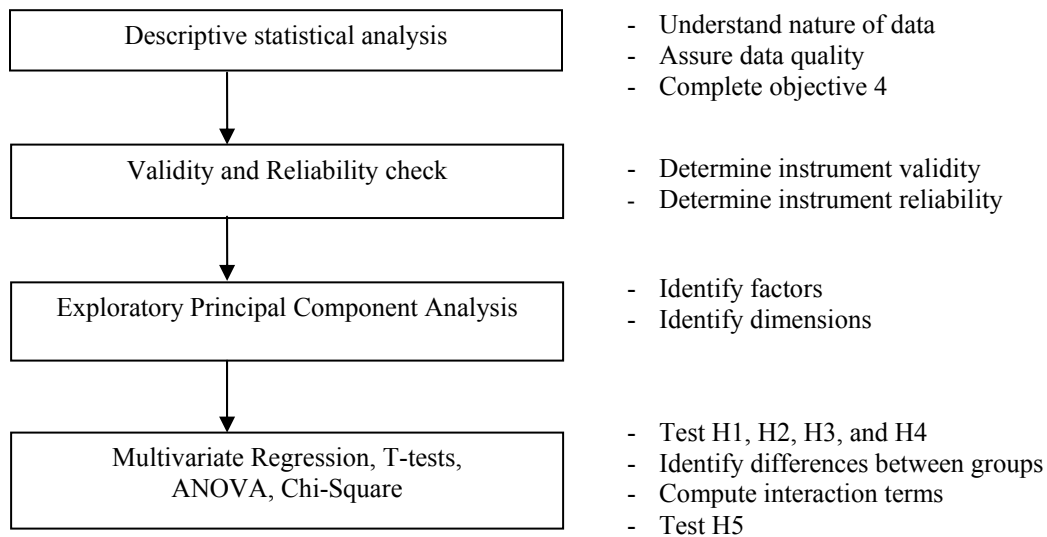 Descriptive statistical analysis
- Understand nature of data
- Assure data quality
- Complete objective 4
Validity and Reliability check
- Determine instrument validity
- Determine instrument reliability
Exploratory Principal Component Analysis
- Identify factors
- Identify dimensions
Multivariate Regression, T-tests,
ANOVA, Chi-Square
- Test H1, H2, H3, and H4
- Identify differences between groups
- Compute interaction terms
- Test H5